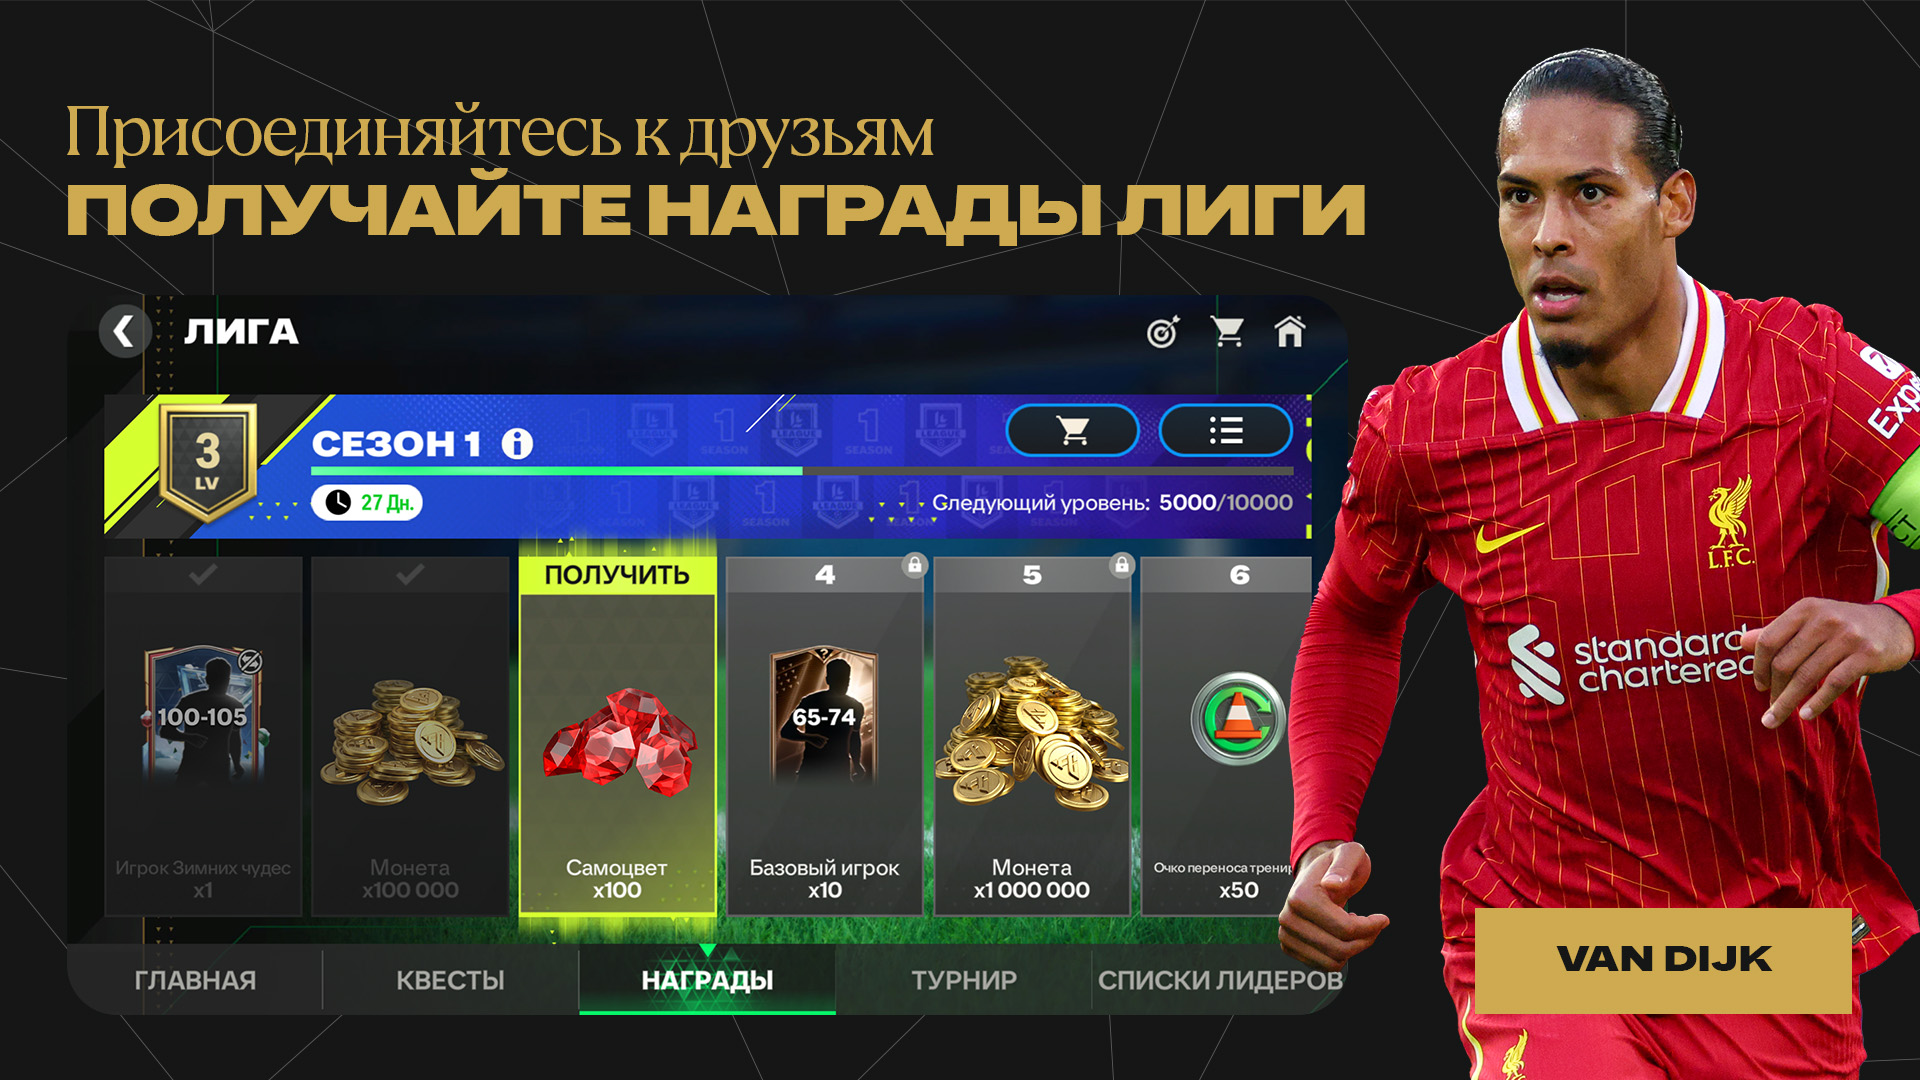 Присоединяйтесь к друзьям
ПОЛУЧАЙТЕ НАГРАДЫ ЛИГИ
ЛИГА
3
LV
СЕЗОН 1
27 Дн.
Следующий уровень: 5000/10000
ПОЛУЧИТЬ
4
5
6
100-105
65-74
Игрок Зимних чудес
x1
Монета
x100 000
Самоцвет
x100
Базовый игрок
x10
Монета
x1 000 000
Очко переноса
x50
ГЛАВНАЯ
КВЕСТЫ
НАГРАДЫ
ТУРНИР
СПИСКИ ЛИДЕРОВ
L.F.C.
standard
chartered
VAN DIJK